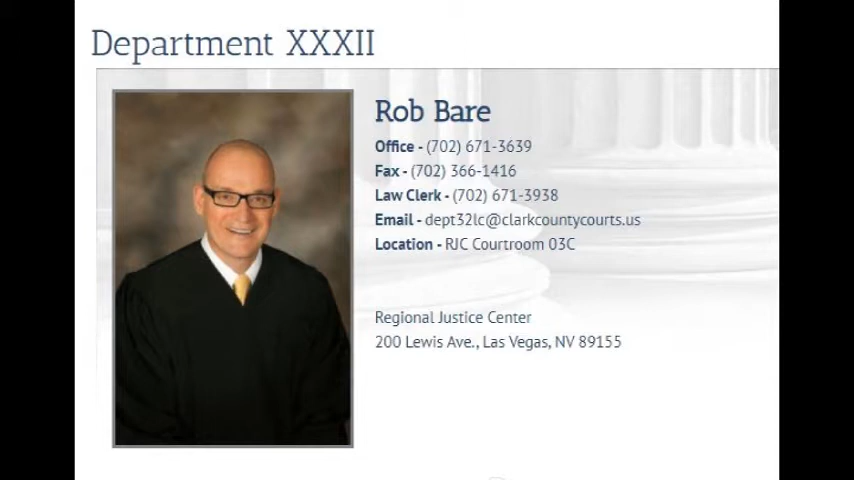 Department XXXII
Rob Bare
Office - (702) 671-3639
Fax - (702) 366-1416
Law Clerk - (702) 671-3938
Email - dept32lc@clarkcountycourts.us
Location - RJC Courtroom 03C
Regional Justice Center
200 Lewis Ave., Las Vegas, NV 89155